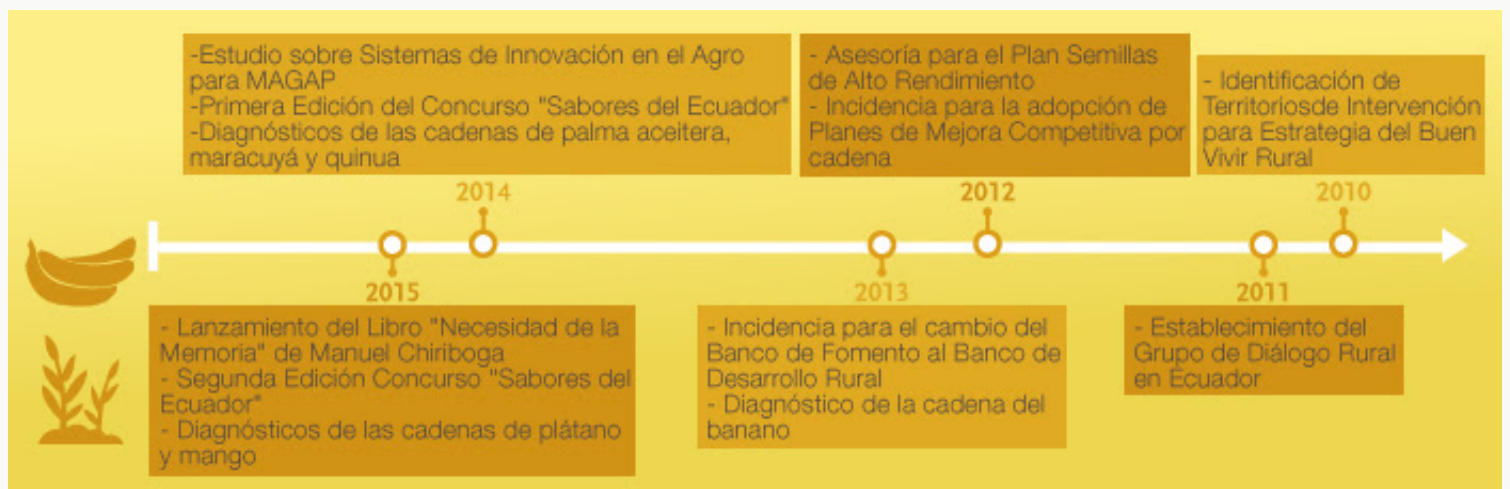 -Estudio sobre Sistemas de Innovación en el Agro
para MAGAP
-Primera Edición del Concurso "Sabores del Ecuador"
-Diagnósticos de las cadenas de palma aceitera,
maracuyá y quinua
2014
- Asesoría para el Plan Semillas
de Alto Rendimiento
- Incidencia para la adopción de
Planes de Mejora Competitiva por
cadena
2012
- Identificación de
Territoriosde Intervención
para Estrategia del Buen
Vivir Rural
2010
2015
- Lanzamiento del Libro "Necesidad de la
Memoria" de Manuel Chiriboga
- Segunda Edición Concurso "Sabores del
Ecuador"
- Diagnósticos de las cadenas de plátano
y mango
2013
- Incidencia para el cambio del
Banco de Fomento al Banco de
Desarrollo Rural
- Diagnóstico de la cadena del
banano
2011
- Establecimiento del
Grupo de Diálogo Rural
en Ecuador